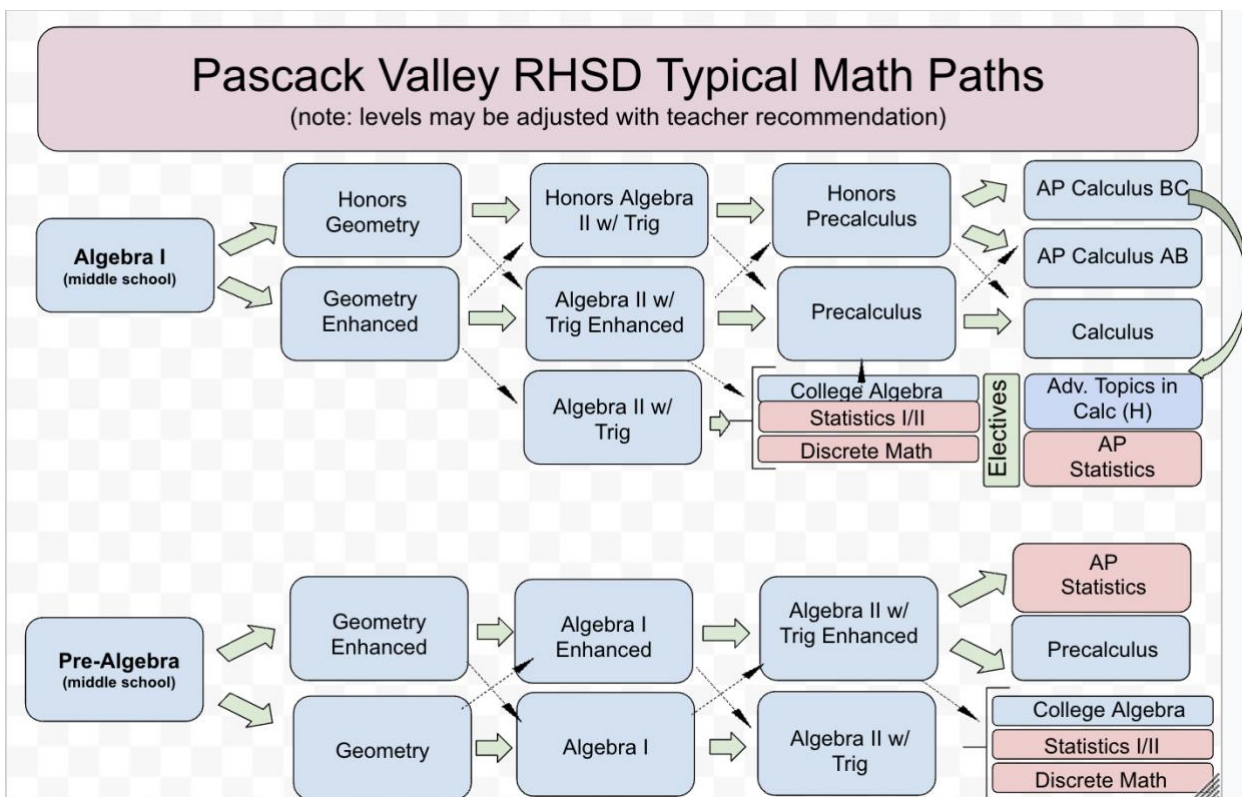 Pascack Valley RHSD Typical Math Paths
(note: levels may be adjusted with teacher recommendation)
Algebra I
(middle school)
Honors
Geometry
Geometry
Enhanced
Honors Algebra
II w/ Trig
Algebra II w/
Trig Enhanced
Algebra II w/
Trig
Honors
Precalculus
Precalculus
College Algebra
Statistics I/II
Discrete Math
Electives
AP Calculus BC
AP Calculus AB
Calculus
Adv. Topics in
Calc (H)
AP
Statistics
Pre-Algebra
(middle school)
Geometry
Enhanced
Geometry
Algebra I
Enhanced
Algebra I
Algebra II w/
Trig Enhanced
Algebra II w/
Trig
AP
Statistics
Precalculus
College Algebra
Statistics I/II
Discrete Math